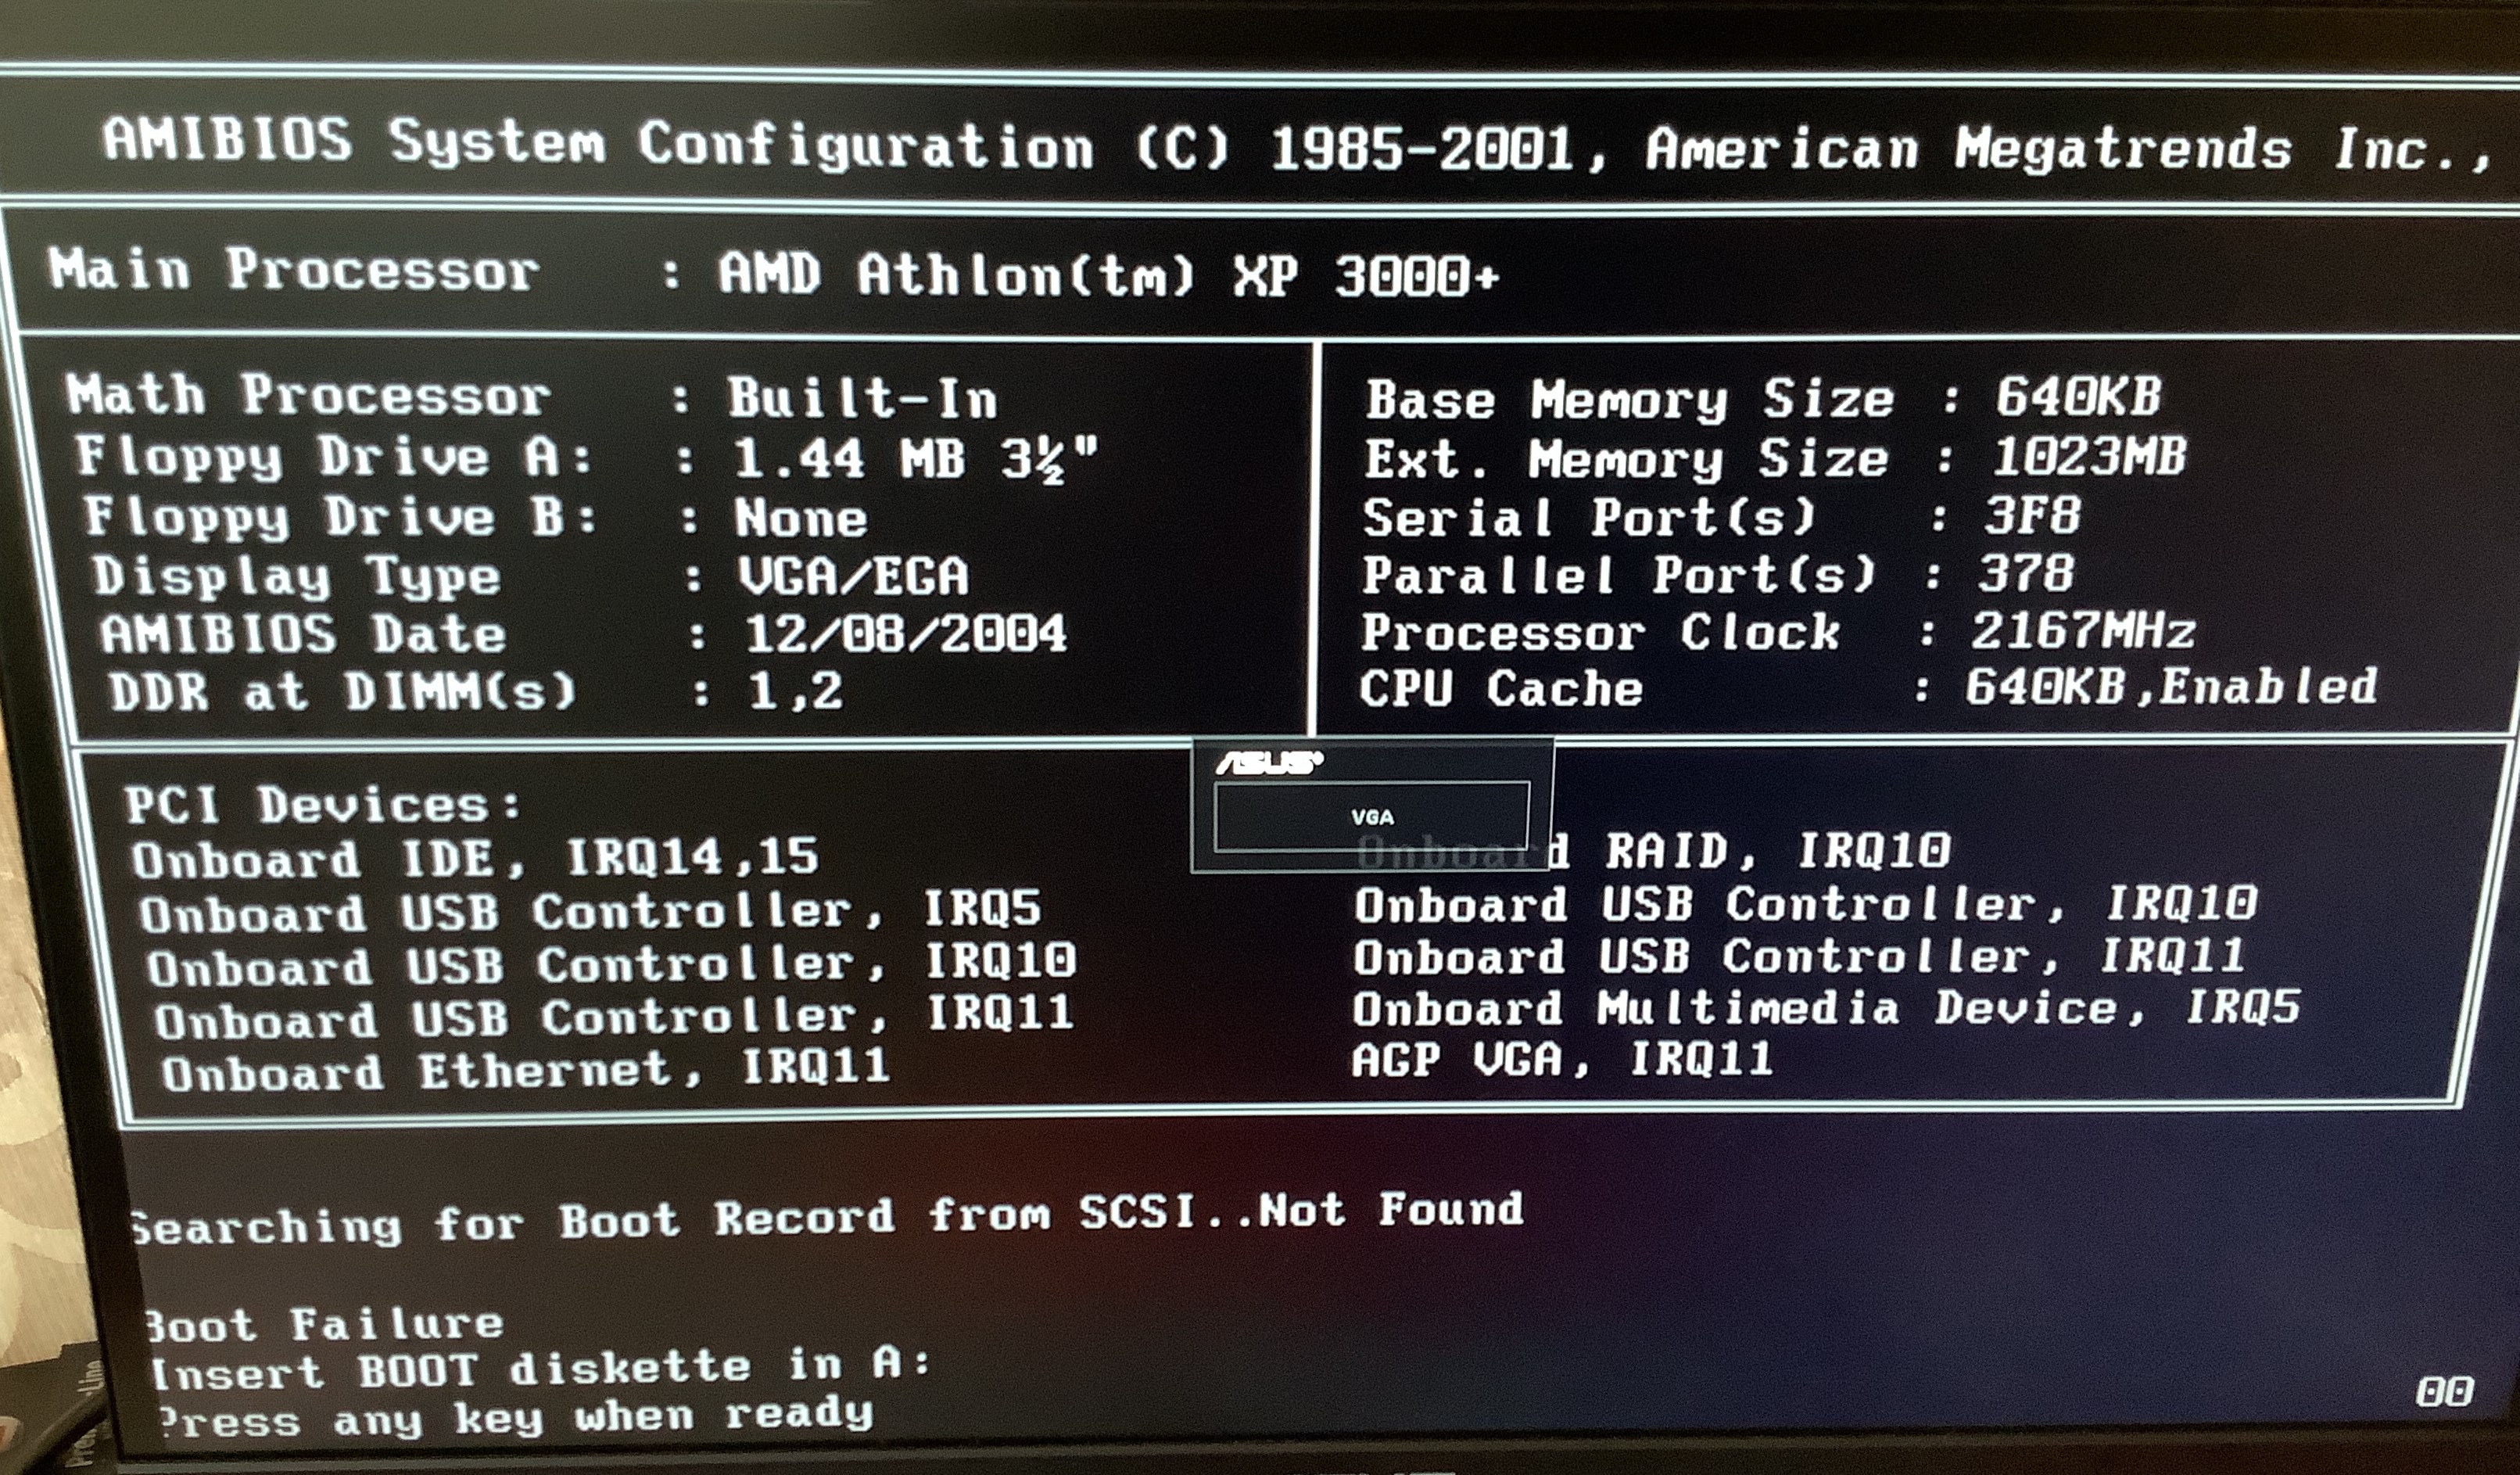 AMIBIOS System Configuration (C) 1985-2001, American Megatrends Inc.,
Main Processor : AMD Athlon(tm) XP 3000+
Math Processor : Built-In
Floppy Drive A: : 1.44 MB 3½"
Floppy Drive B: : None
Display Type : VGA/EGA
AMIBIOS Date : 12/08/2004
DDR at DIMM(s) : 1,2
Base Memory Size : 640KB
Ext. Memory Size : 1023MB
Serial Port(s) : 3F8
Parallel Port(s) : 378
Processor Clock : 2167MHz
CPU Cache : 640KB,Enabled
ASUS
VGA
PCI Devices:
Onboard IDE, IRQ14,15
Onboard USB Controller, IRQ5
Onboard USB Controller, IRQ10
Onboard USB Controller, IRQ11
Onboard Ethernet, IRQ11
Onboard RAID, IRQ10
Onboard USB Controller, IRQ10
Onboard USB Controller, IRQ11
Onboard Multimedia Device, IRQ5
AGP VGA, IRQ11
Searching for Boot Record from SCSI..Not Found
Boot Failure
Insert BOOT diskette in A:
Press any key when ready
00